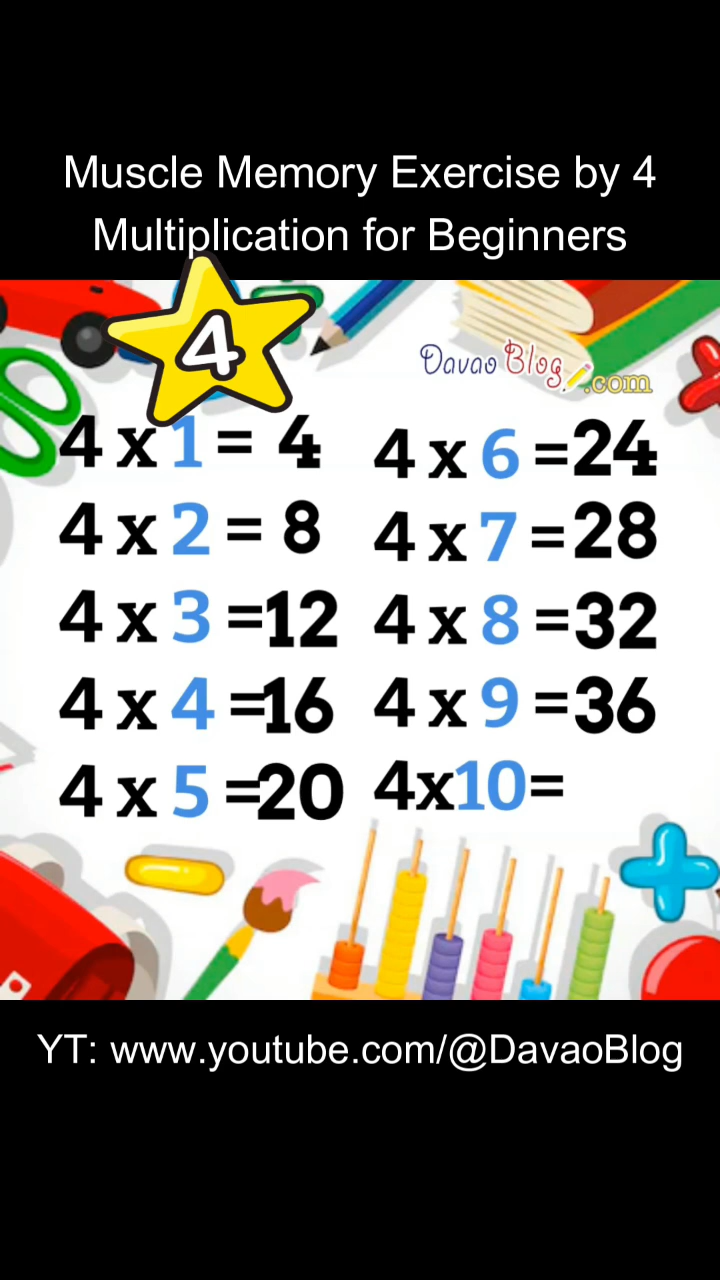 Muscle Memory Exercise by 4
Multiplication for Beginners
4
Davao Blog.com
4 x 1 = 4
4 x 2 = 8
4 x 3 =12
4 x 4 =16
4 x 5 =20
4 x 6 =24
4 x 7 =28
4 x 8 =32
4 x 9 =36
4x10=
YT: www.youtube.com/@DavaoBlog